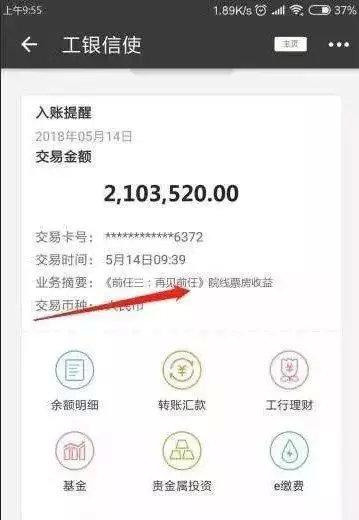 上午9:55
1.89K/s
37%
工银信使
主页
入账提醒
2018年05月14日
交易金额
2,103,520.00
交易卡号： ************6372
交易时间： 5月14日09:39
业务摘要：《前任三：再见前任》院线票房收益
交易币种： 人民币
余额明细
转账汇款
工行理财
基金
贵金属投资
e缴费